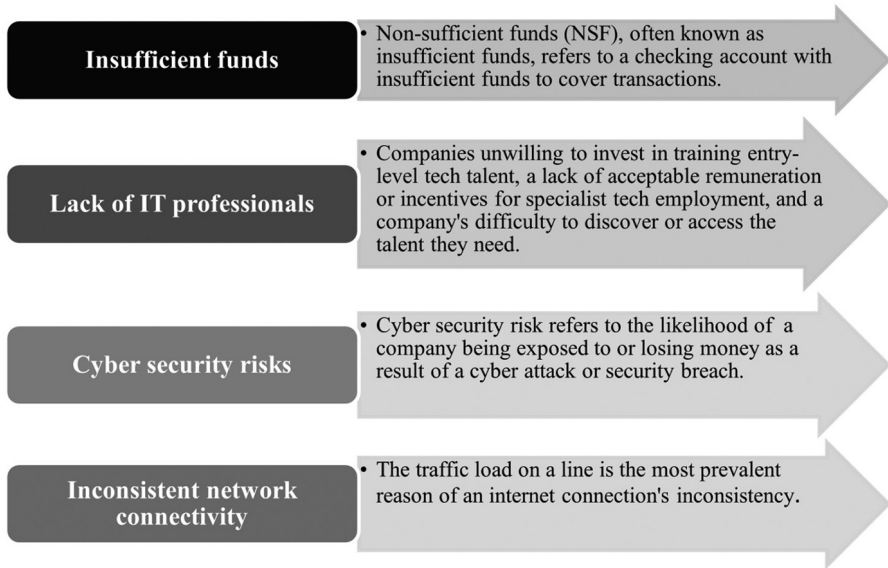 Insufficient funds
• Non-sufficient funds (NSF), often known as
insufficient funds, refers to a checking account with
insufficient funds to cover transactions.
Lack of IT professionals
• Companies unwilling to invest in training entry-
level tech talent, a lack of acceptable remuneration
or incentives for specialist tech employment, and a
company's difficulty to discover or access the
talent they need.
Cyber security risks
• Cyber security risk refers to the likelihood of a
company being exposed to or losing money as a
result of a cyber attack or security breach.
Inconsistent network
connectivity
• The traffic load on a line is the most prevalent
reason of an internet connection's inconsistency.